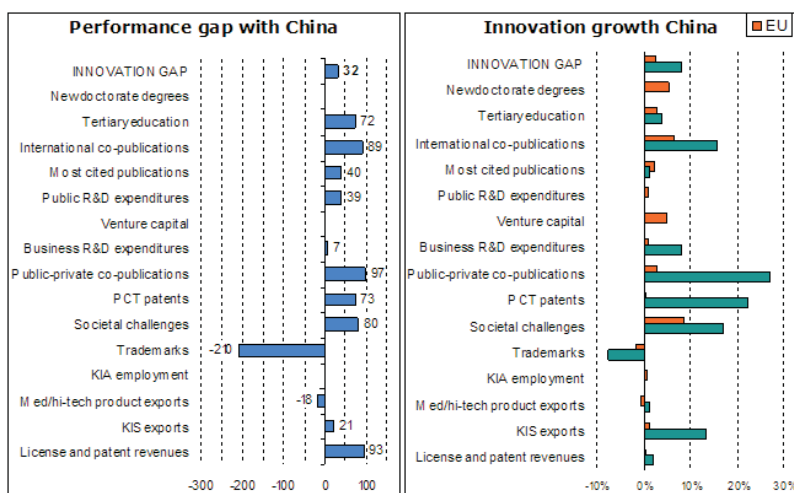 Performance gap with China
INNOVATION GAP 32
Newdoctorate degrees
Tertiary education 72
International co-publications 89
Most cited publications 40
Public R&D expenditures 39
Venture capital
Business R&D expenditures 7
Public-private co-publications 97
PCT patents 73
Societal challenges 80
Trademarks -210
KIA employment
Med/hi-tech product exports -18
KIS exports 21
License and patent revenues 93
-300 -200 -100 0 100
Innovation growth China EU
INNOVATION GAP
Newdoctorate degrees
Tertiary education
International co-publications
Most cited publications
Public R&D expenditures
Venture capital
Business R&D expenditures
Public-private co-publications
PCT patents
Societal challenges
Trademarks
KIA employment
Med/hi-tech product exports
KIS exports
License and patent revenues
-10% 0% 10% 20% 30%